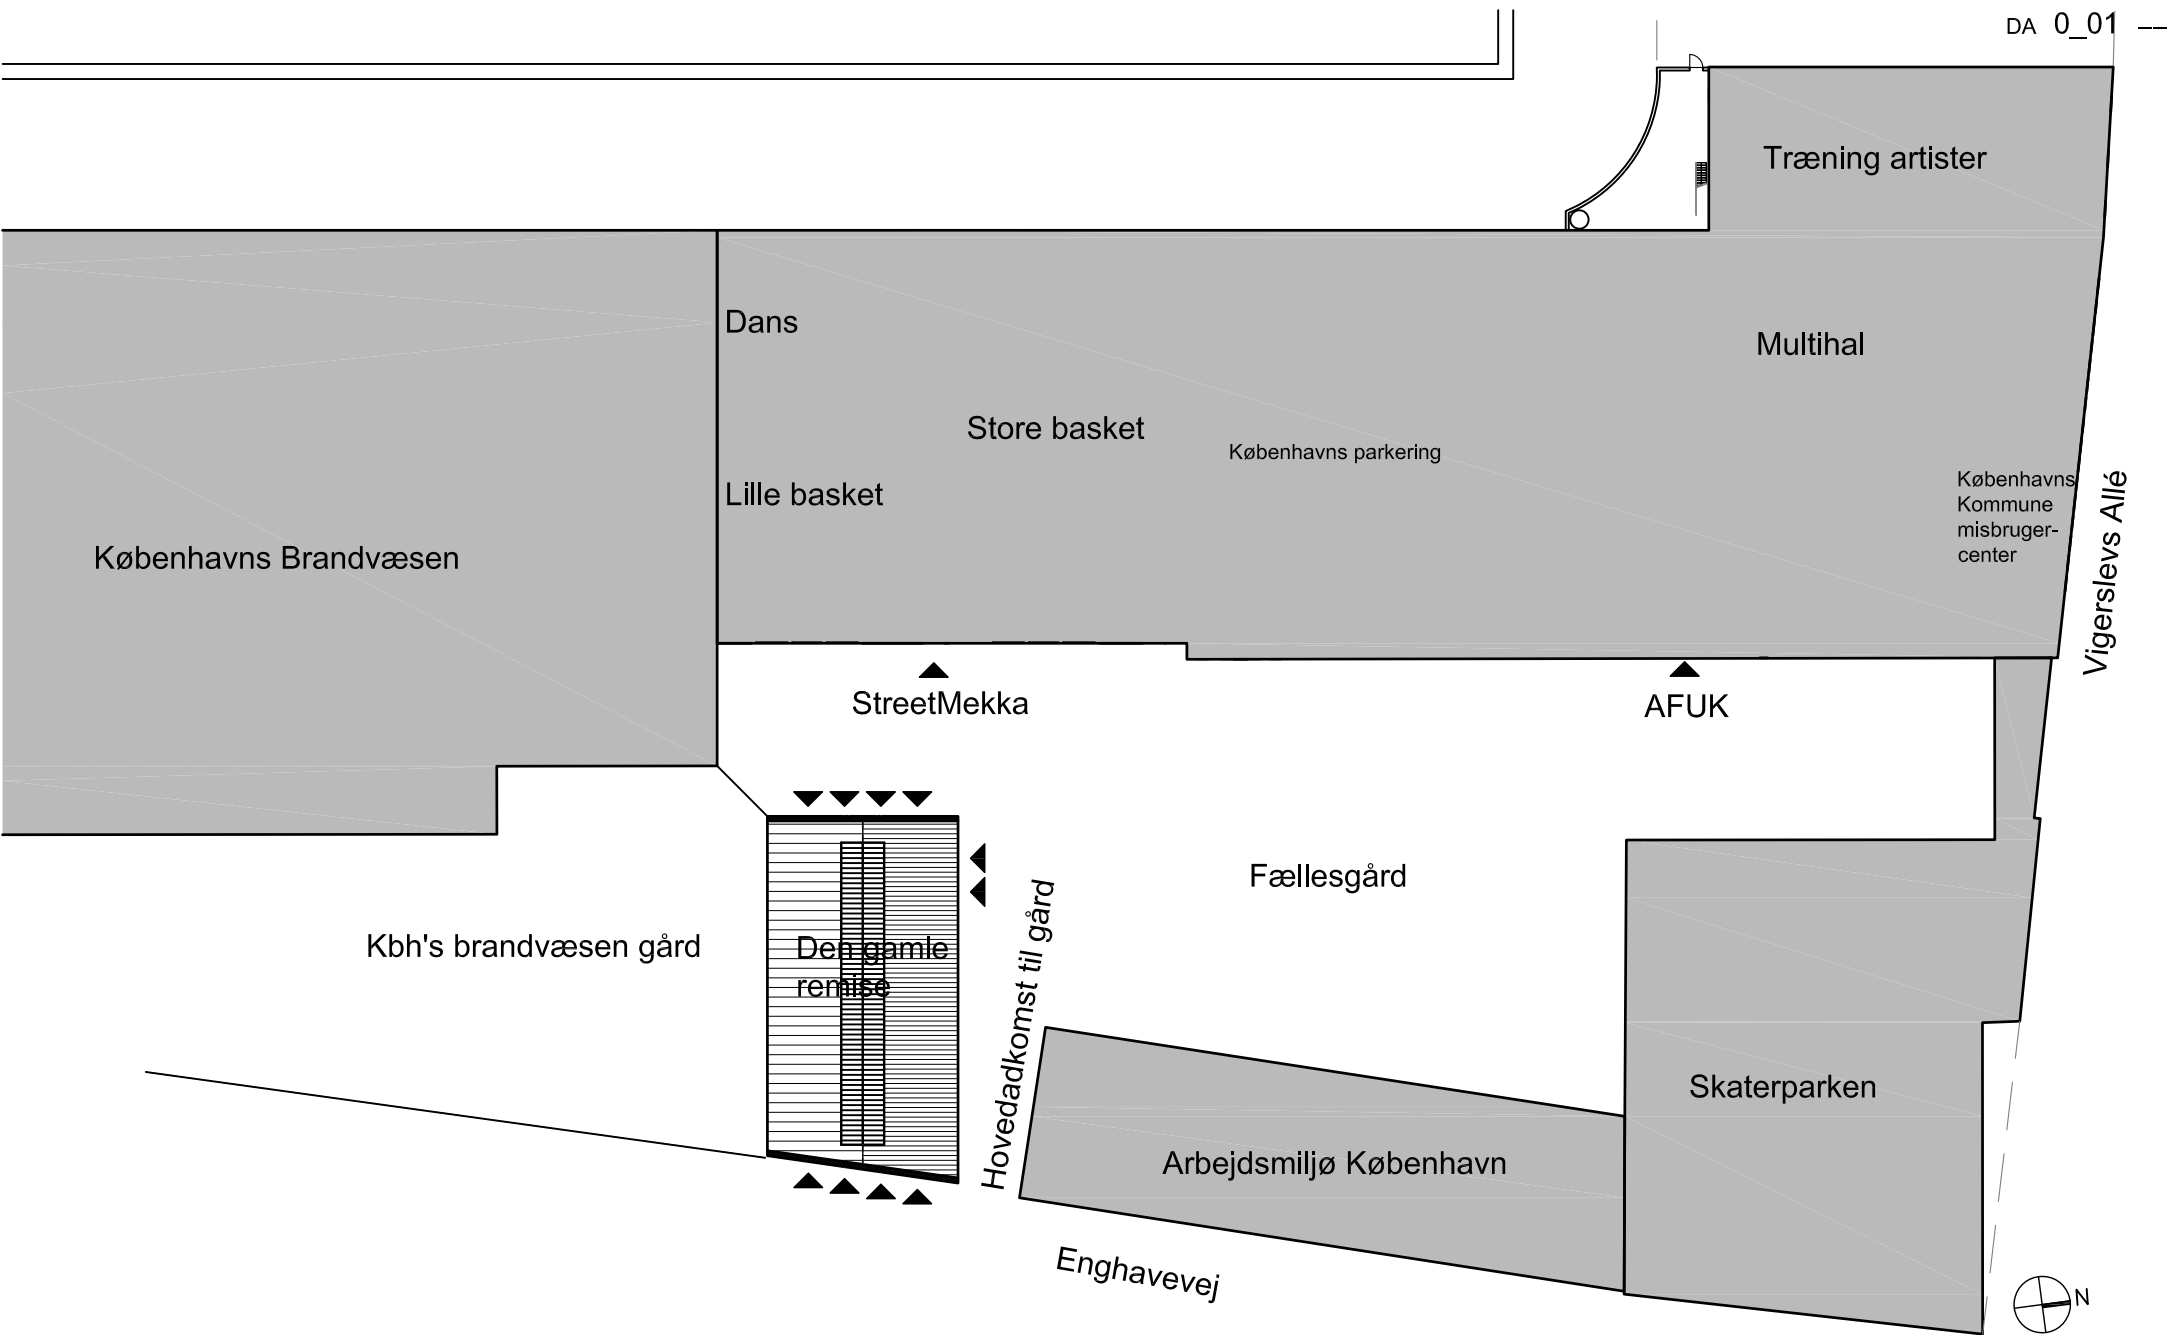 DA 0_01
Træning artister
Dans
Multihal
Store basket
Københavns parkering
Lille basket
Københavns
Kommune
misbruger-
center
Københavns Brandvæsen
Vigerslevs Allé
StreetMekka
AFUK
Fællesgård
Kbh's brandvæsen gård
Den gamle
remise
Hovedadkomst til gård
Skaterparken
Arbejdsmiljø København
Enghavevej
N